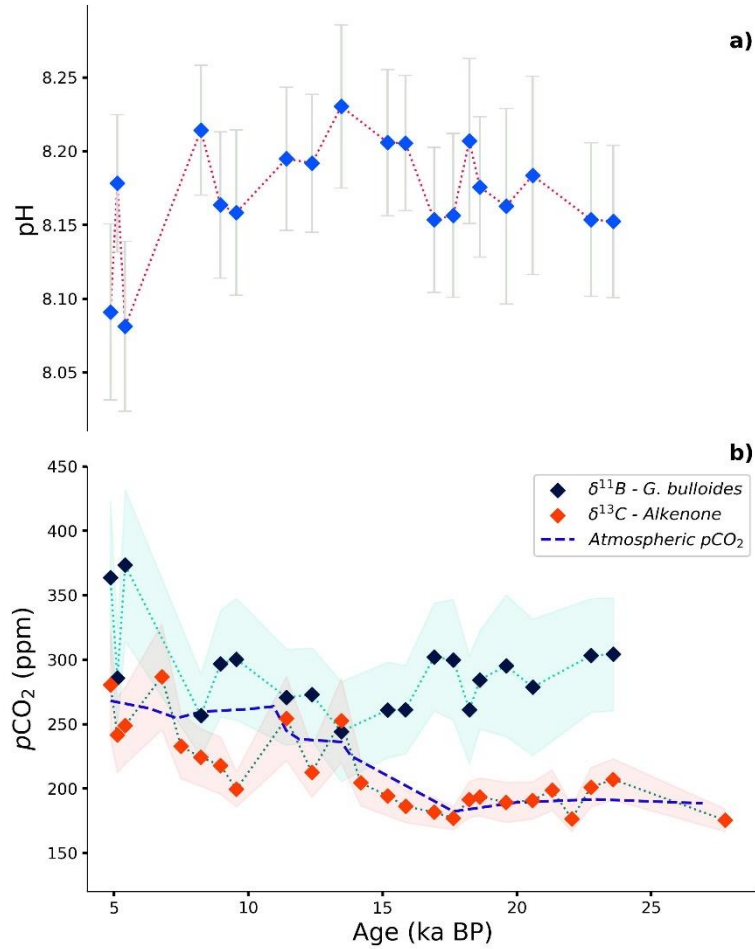 a)
8.25
8.20
8.15
8.10
8.05
pH
b)
450
400
350
300
250
200
150
pCO₂ (ppm)
δ¹¹B - G. bulloides
δ¹³C - Alkenone
Atmospheric pCO₂
5 10 15 20 25
Age (ka BP)